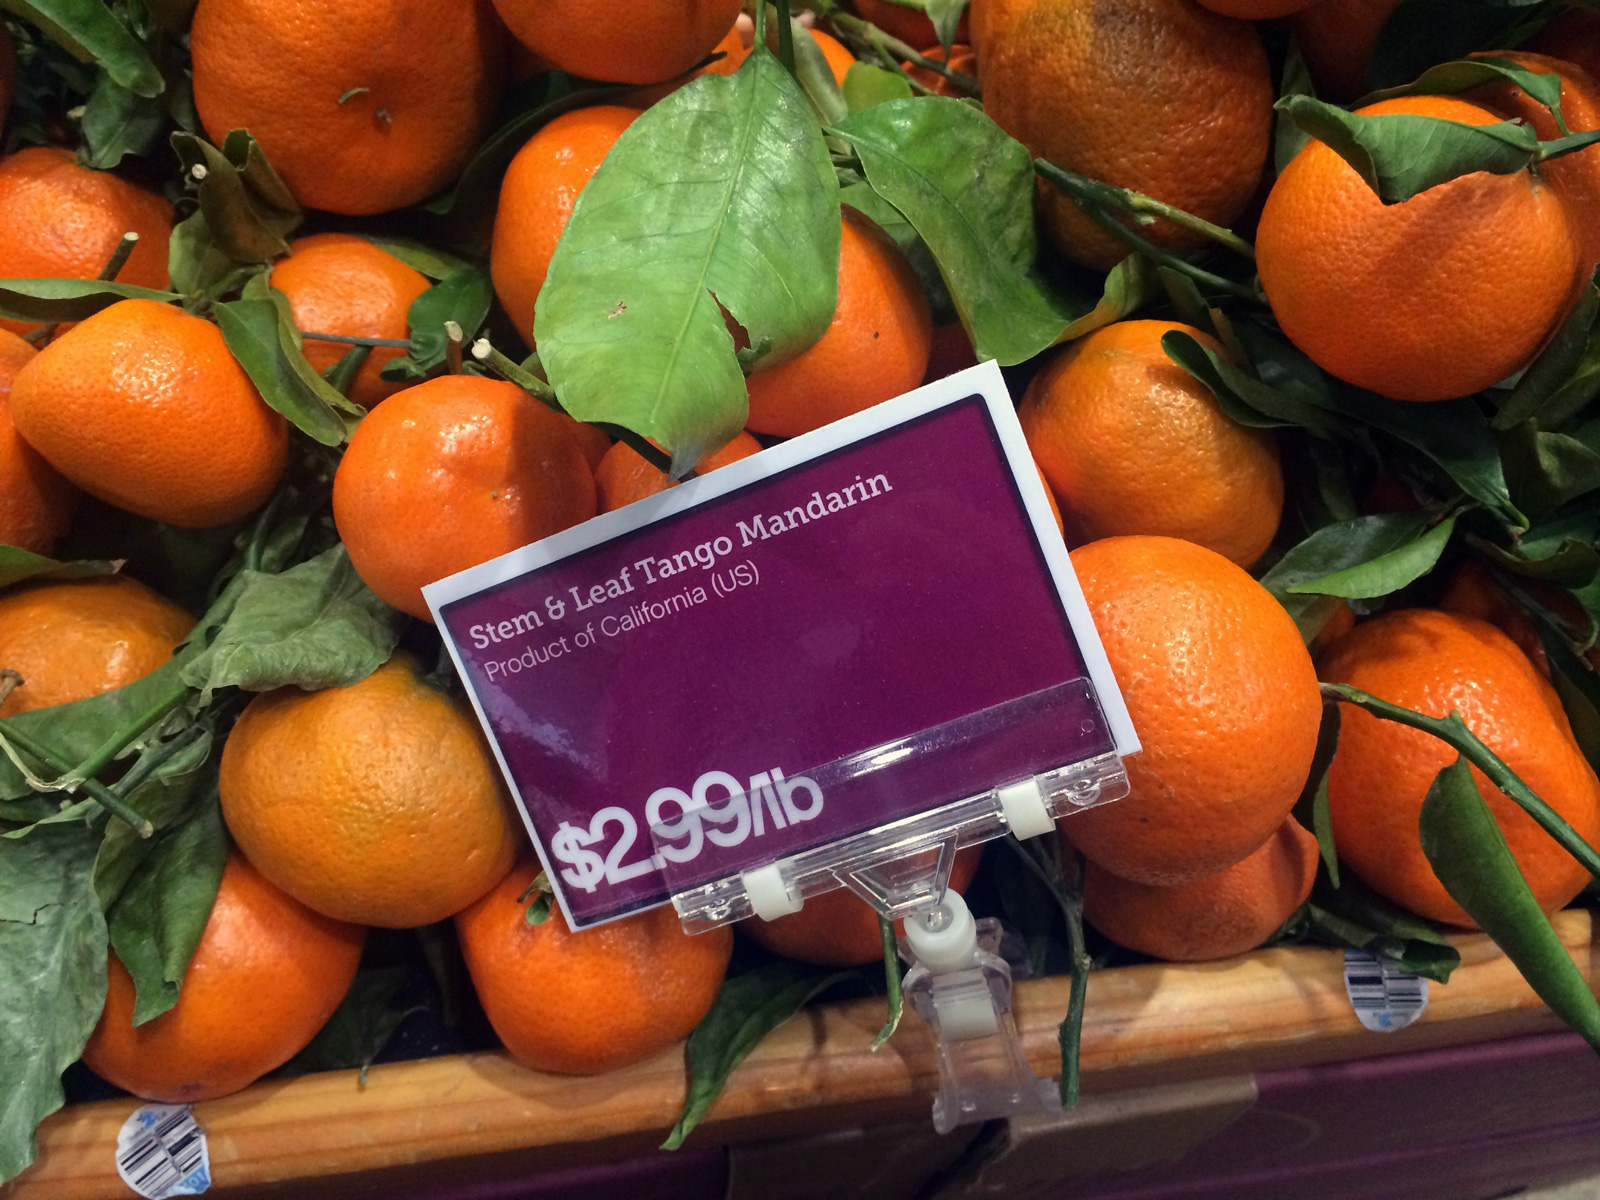 Stem & Leaf Tango Mandarin
Product of California (US)
$2.99/lb